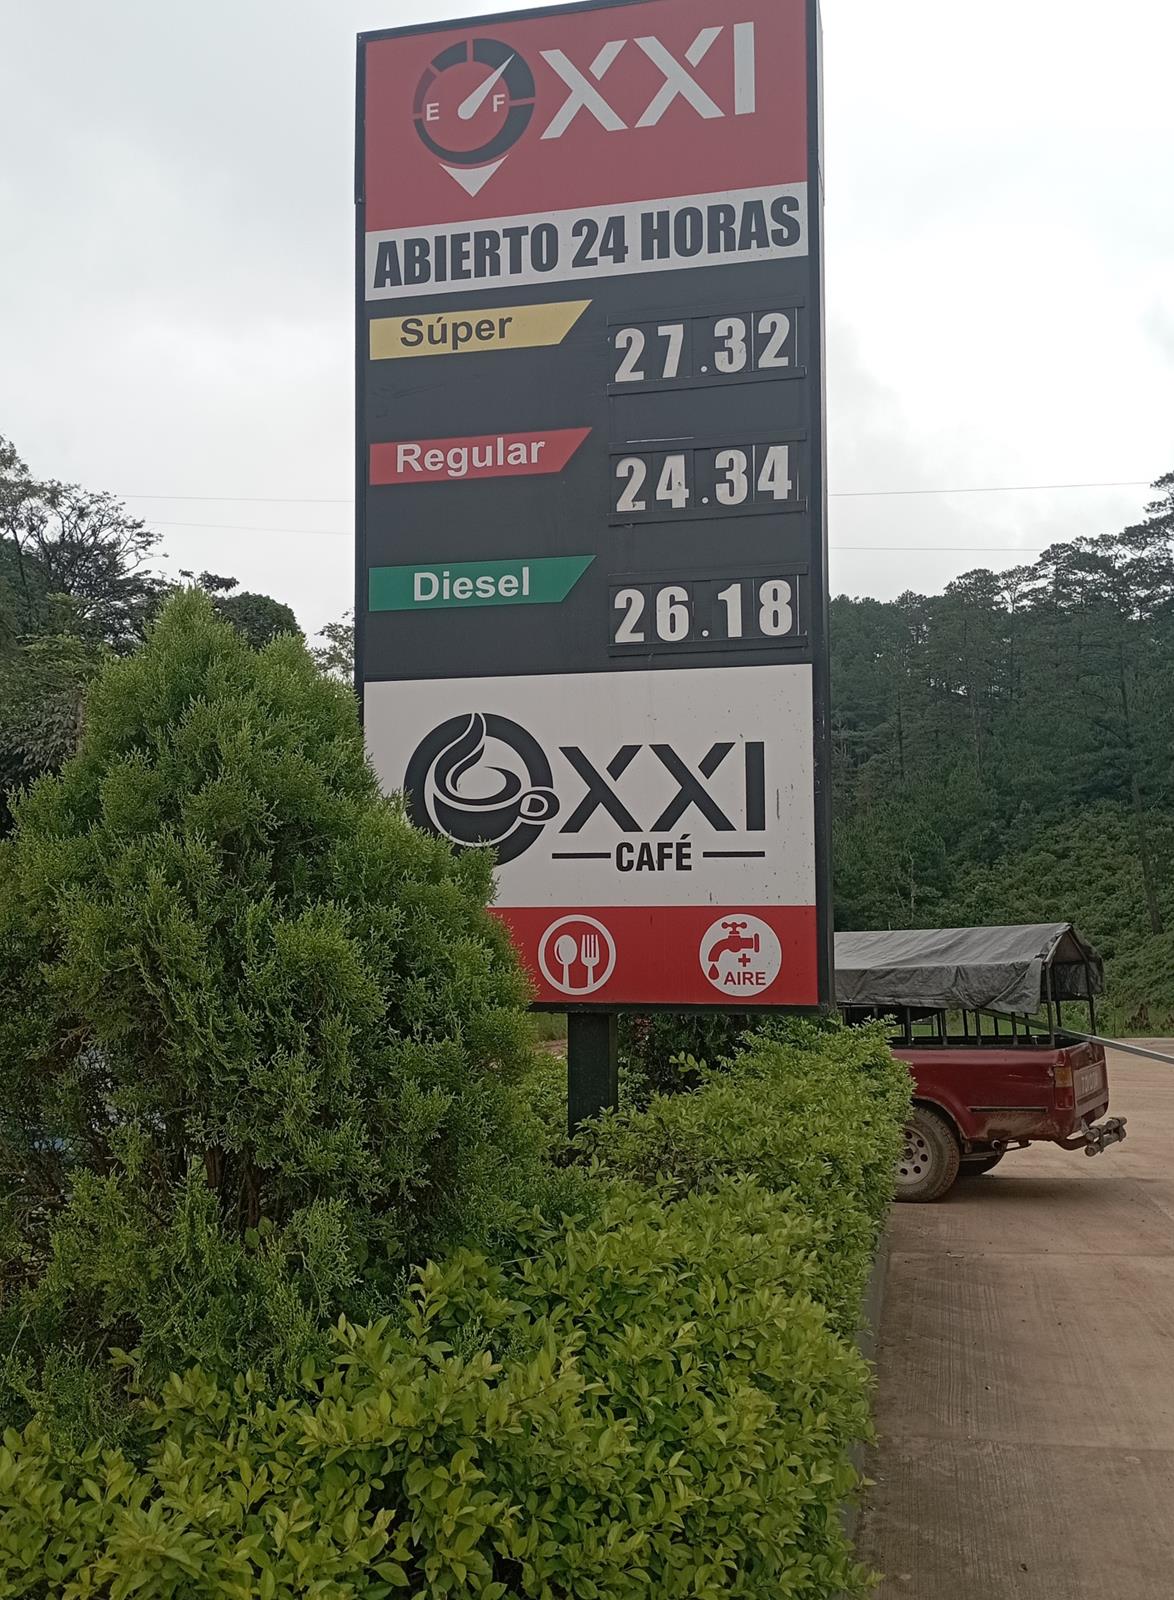 E F XXI
ABIERTO 24 HORAS
Súper 27.32
Regular 24.34
Diesel 26.18
XXI
CAFÉ
+
AIRE